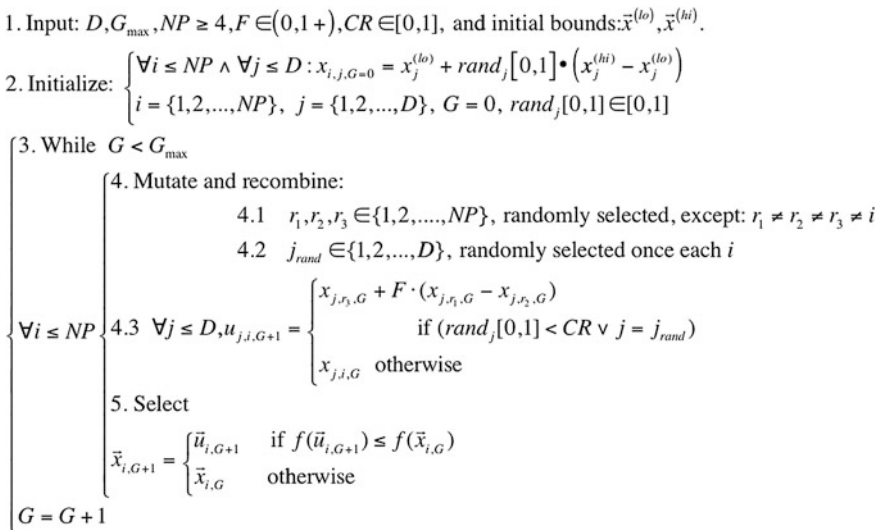 1. Input: D, G_max, NP ≥ 4, F ∈ (0,1+), CR ∈ [0,1], and initial bounds: x⃗^(lo), x⃗^(hi).
2. Initialize: { ∀i ≤ NP ∧ ∀j ≤ D : x_{i,j,G=0} = x_j^(lo) + rand_j[0,1] • (x_j^(hi) − x_j^(lo))
i = {1,2,...,NP}, j = {1,2,...,D}, G = 0, rand_j[0,1] ∈ [0,1]
3. While G < G_max
4. Mutate and recombine:
4.1 r_1, r_2, r_3 ∈ {1,2,....,NP}, randomly selected, except: r_1 ≠ r_2 ≠ r_3 ≠ i
4.2 j_rand ∈ {1,2,...,D}, randomly selected once each i
∀i ≤ NP
4.3 ∀j ≤ D, u_{j,i,G+1} = { x_{j,r_3,G} + F · (x_{j,r_1,G} − x_{j,r_2,G})
if (rand_j[0,1] < CR ∨ j = j_rand)
x_{j,i,G} otherwise
5. Select
x⃗_{i,G+1} = { u⃗_{i,G+1} if f(u⃗_{i,G+1}) ≤ f(x⃗_{i,G})
x⃗_{i,G} otherwise
G = G + 1